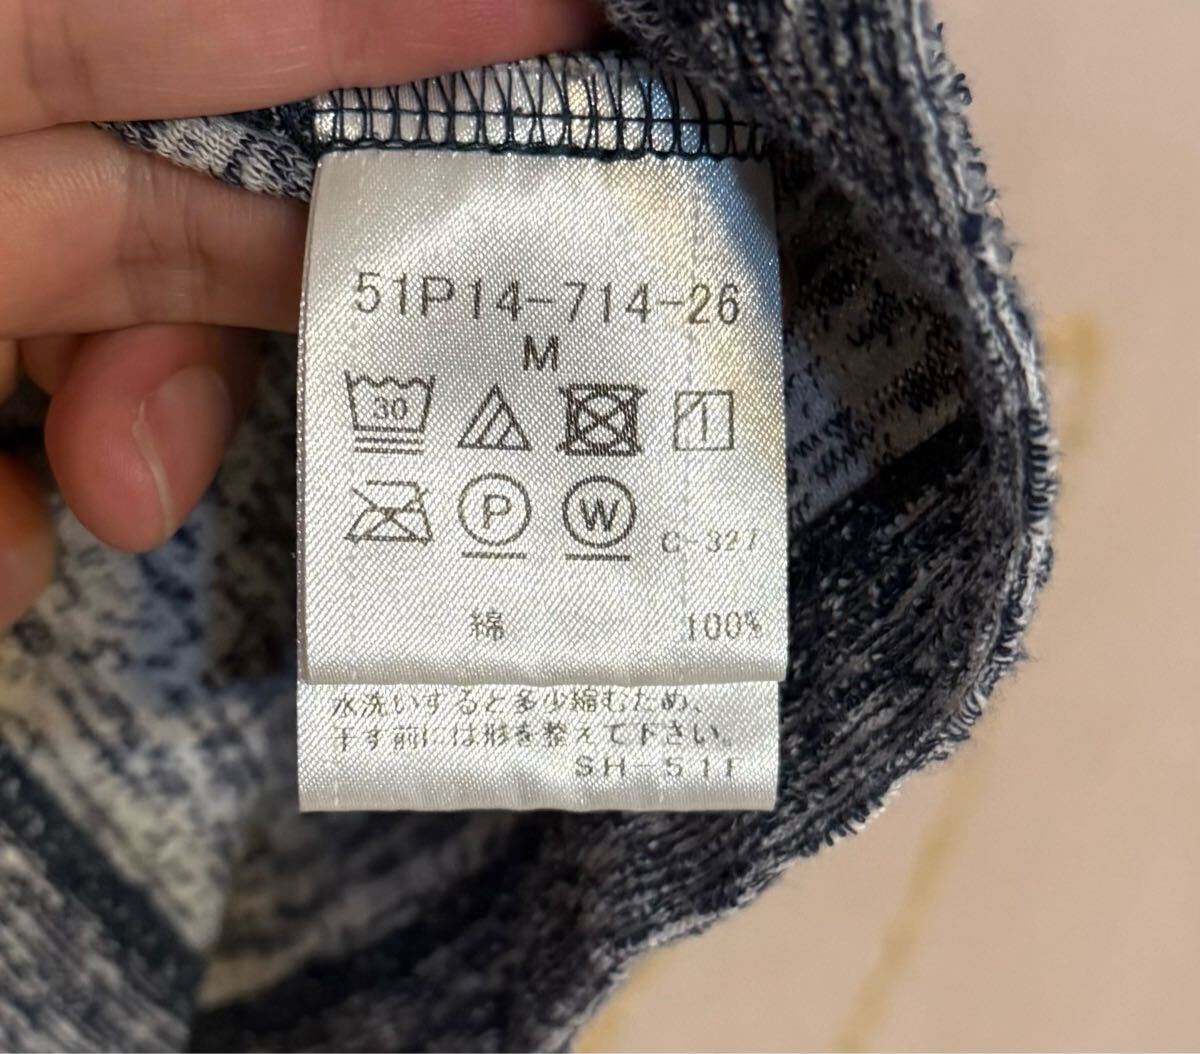 51P14-714-26
M
30
P W C-327
綿 100%
水洗いすると多少縮むため、
干す前には形を整えて下さい。
SH-51F